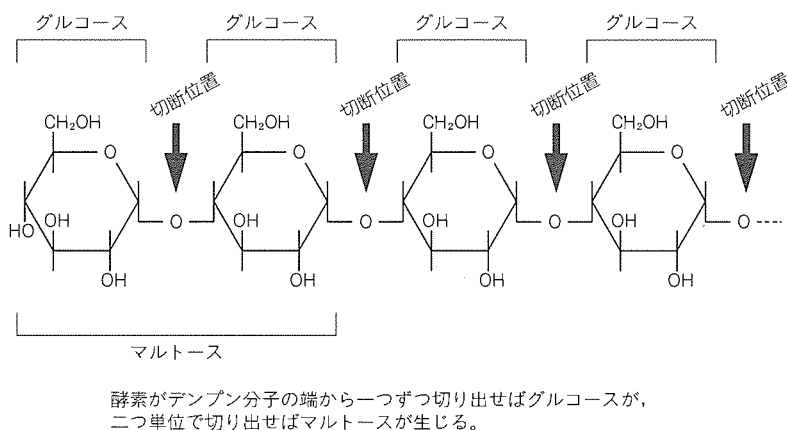 グルコース グルコース グルコース グルコース
切断位置 切断位置 切断位置 切断位置
CH₂OH CH₂OH CH₂OH CH₂OH
O O O O
HO OH O OH O OH O OH O
OH OH OH OH
マルトース
酵素がデンプン分子の端から一つずつ切り出せばグルコースが，
二つ単位で切り出せばマルトースが生じる。